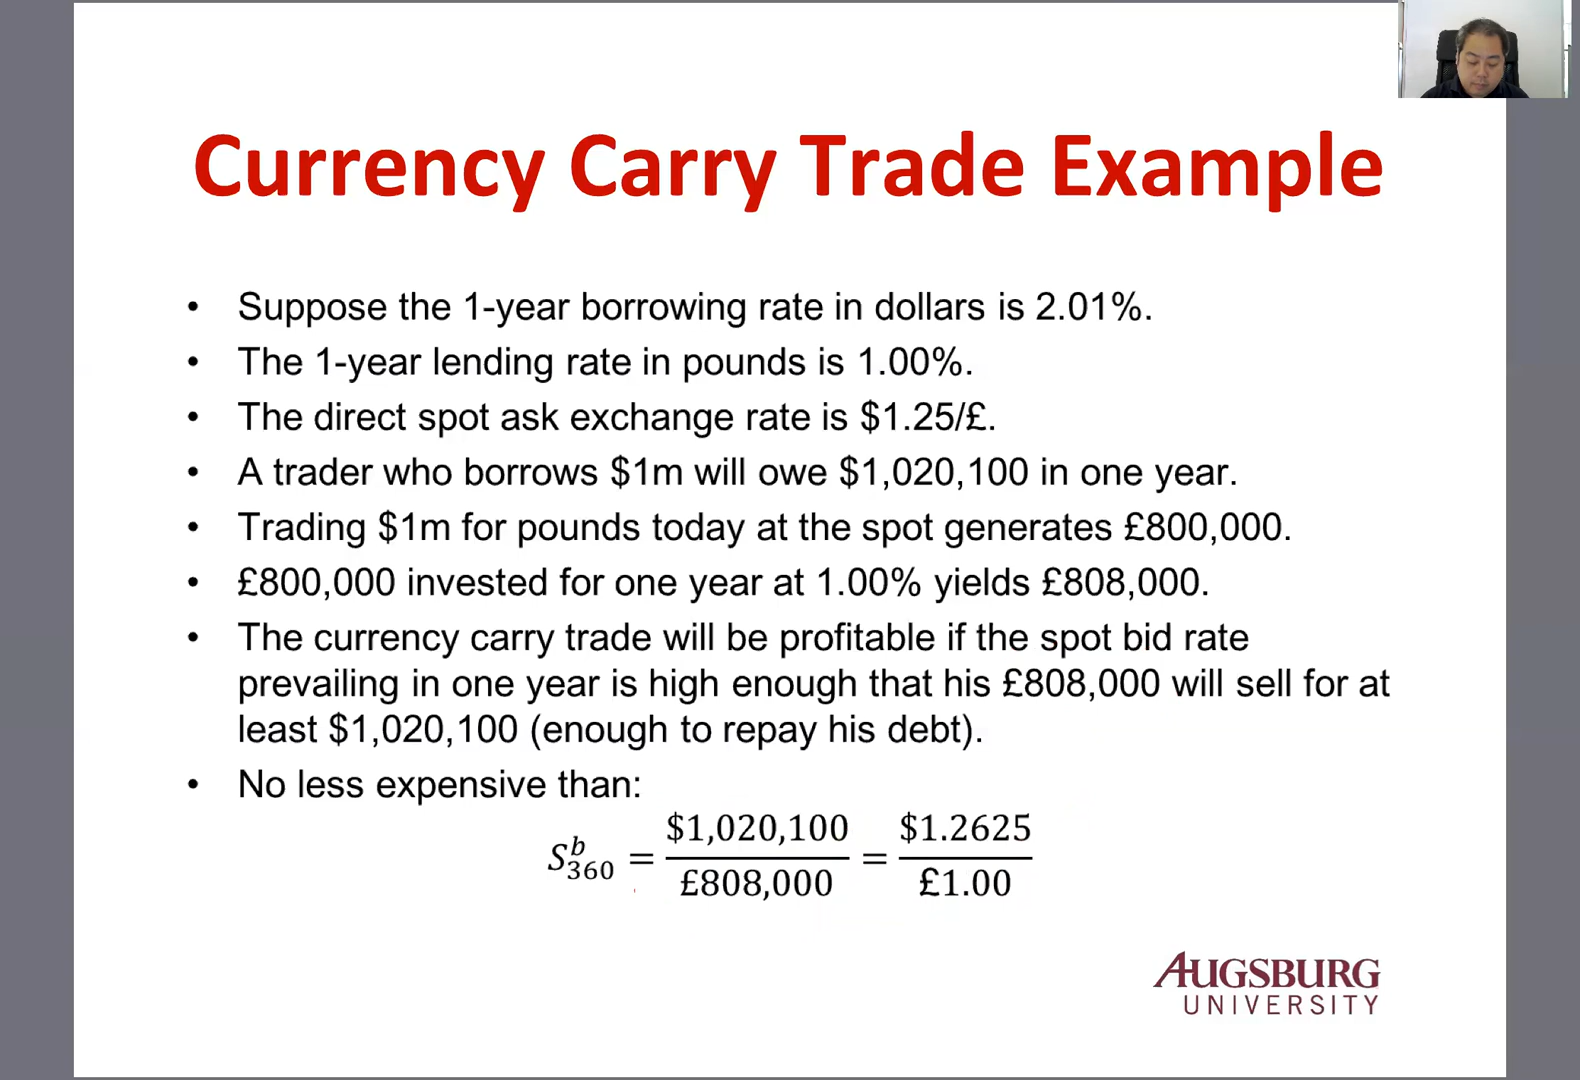 Currency Carry Trade Example
• Suppose the 1-year borrowing rate in dollars is 2.01%.
• The 1-year lending rate in pounds is 1.00%.
• The direct spot ask exchange rate is $1.25/£.
• A trader who borrows $1m will owe $1,020,100 in one year.
• Trading $1m for pounds today at the spot generates £800,000.
• £800,000 invested for one year at 1.00% yields £808,000.
• The currency carry trade will be profitable if the spot bid rate
prevailing in one year is high enough that his £808,000 will sell for at
least $1,020,100 (enough to repay his debt).
• No less expensive than:
S^b_360 = $1,020,100 / £808,000 = $1.2625 / £1.00
AUGSBURG
UNIVERSITY